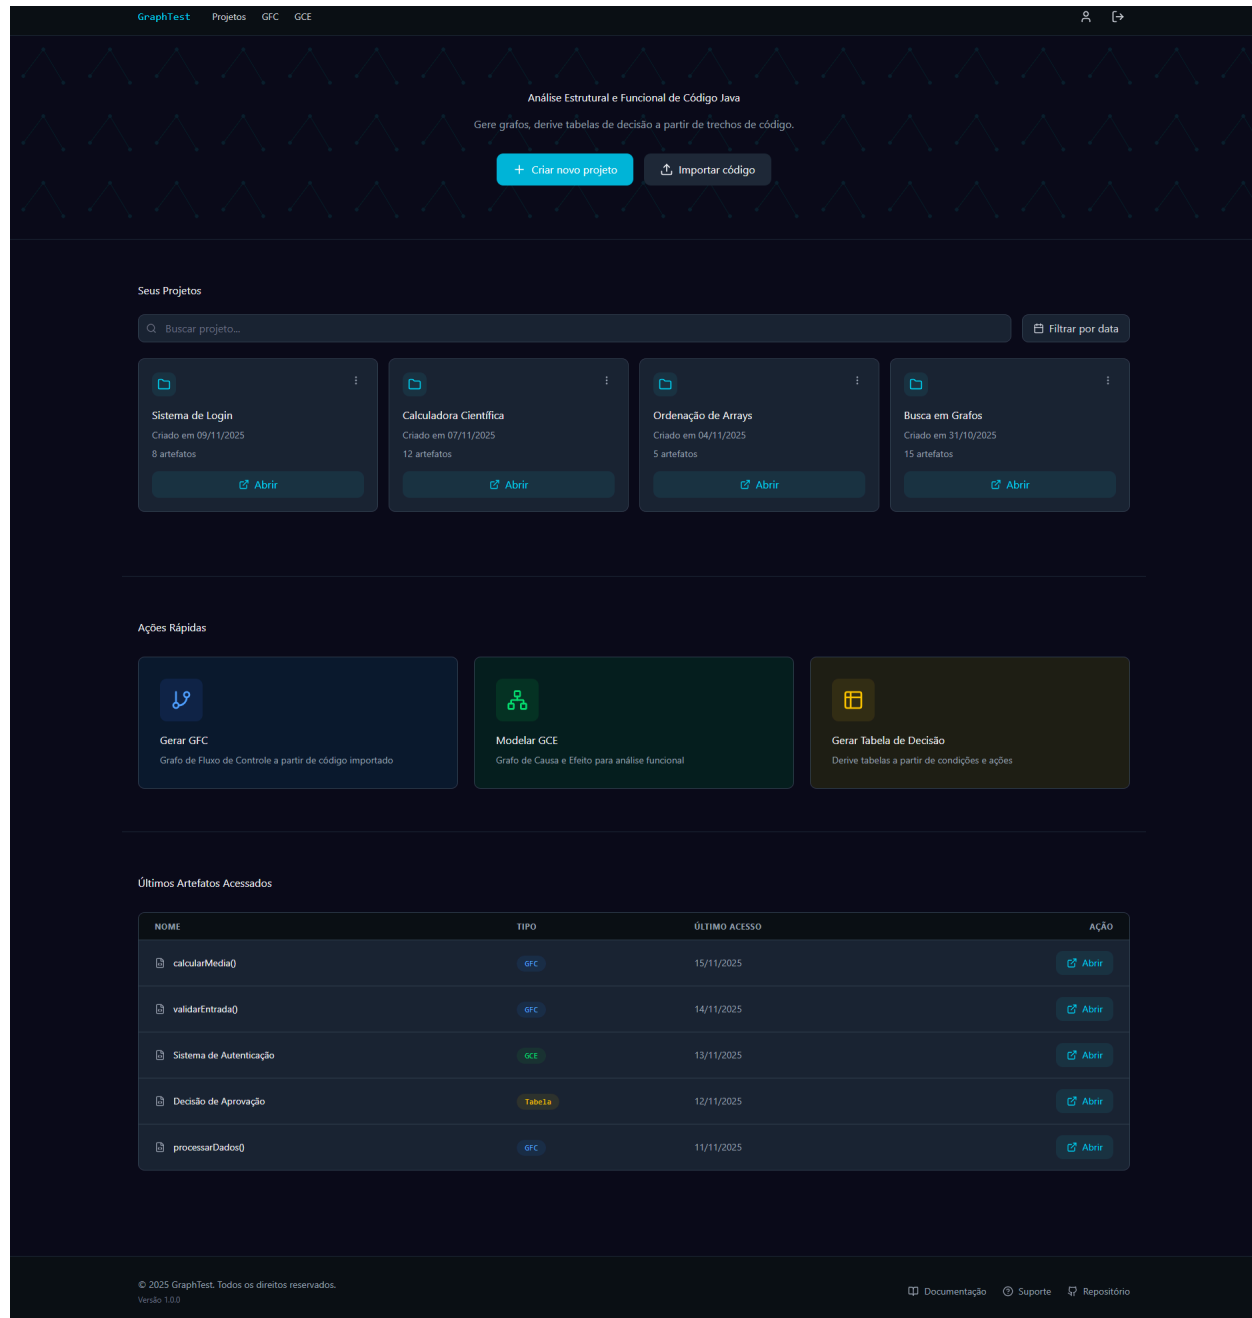 GraphTest Projetos GFC GCE
Análise Estrutural e Funcional de Código Java
Gere grafos, derive tabelas de decisão a partir de trechos de código.
Criar novo projeto Importar código
Seus Projetos
Buscar projeto... Filtrar por data
Sistema de Login
Criado em 09/11/2025
8 artefatos
Abrir
Calculadora Científica
Criado em 07/11/2025
12 artefatos
Abrir
Ordenação de Arrays
Criado em 04/11/2025
5 artefatos
Abrir
Busca em Grafos
Criado em 31/10/2025
15 artefatos
Abrir
Ações Rápidas
Gerar GFC
Grafo de Fluxo de Controle a partir de código importado
Modelar GCE
Grafo de Causa e Efeito para análise funcional
Gerar Tabela de Decisão
Derive tabelas a partir de condições e ações
Últimos Artefatos Acessados
NOME TIPO ÚLTIMO ACESSO AÇÃO
calcularMedia() GFC 15/11/2025 Abrir
validarEntrada() GFC 14/11/2025 Abrir
Sistema de Autenticação GCE 13/11/2025 Abrir
Decisão de Aprovação Tabela 12/11/2025 Abrir
processarDados() GFC 11/11/2025 Abrir
© 2025 GraphTest. Todos os direitos reservados.
Versão 1.0.0
Documentação Suporte Repositório